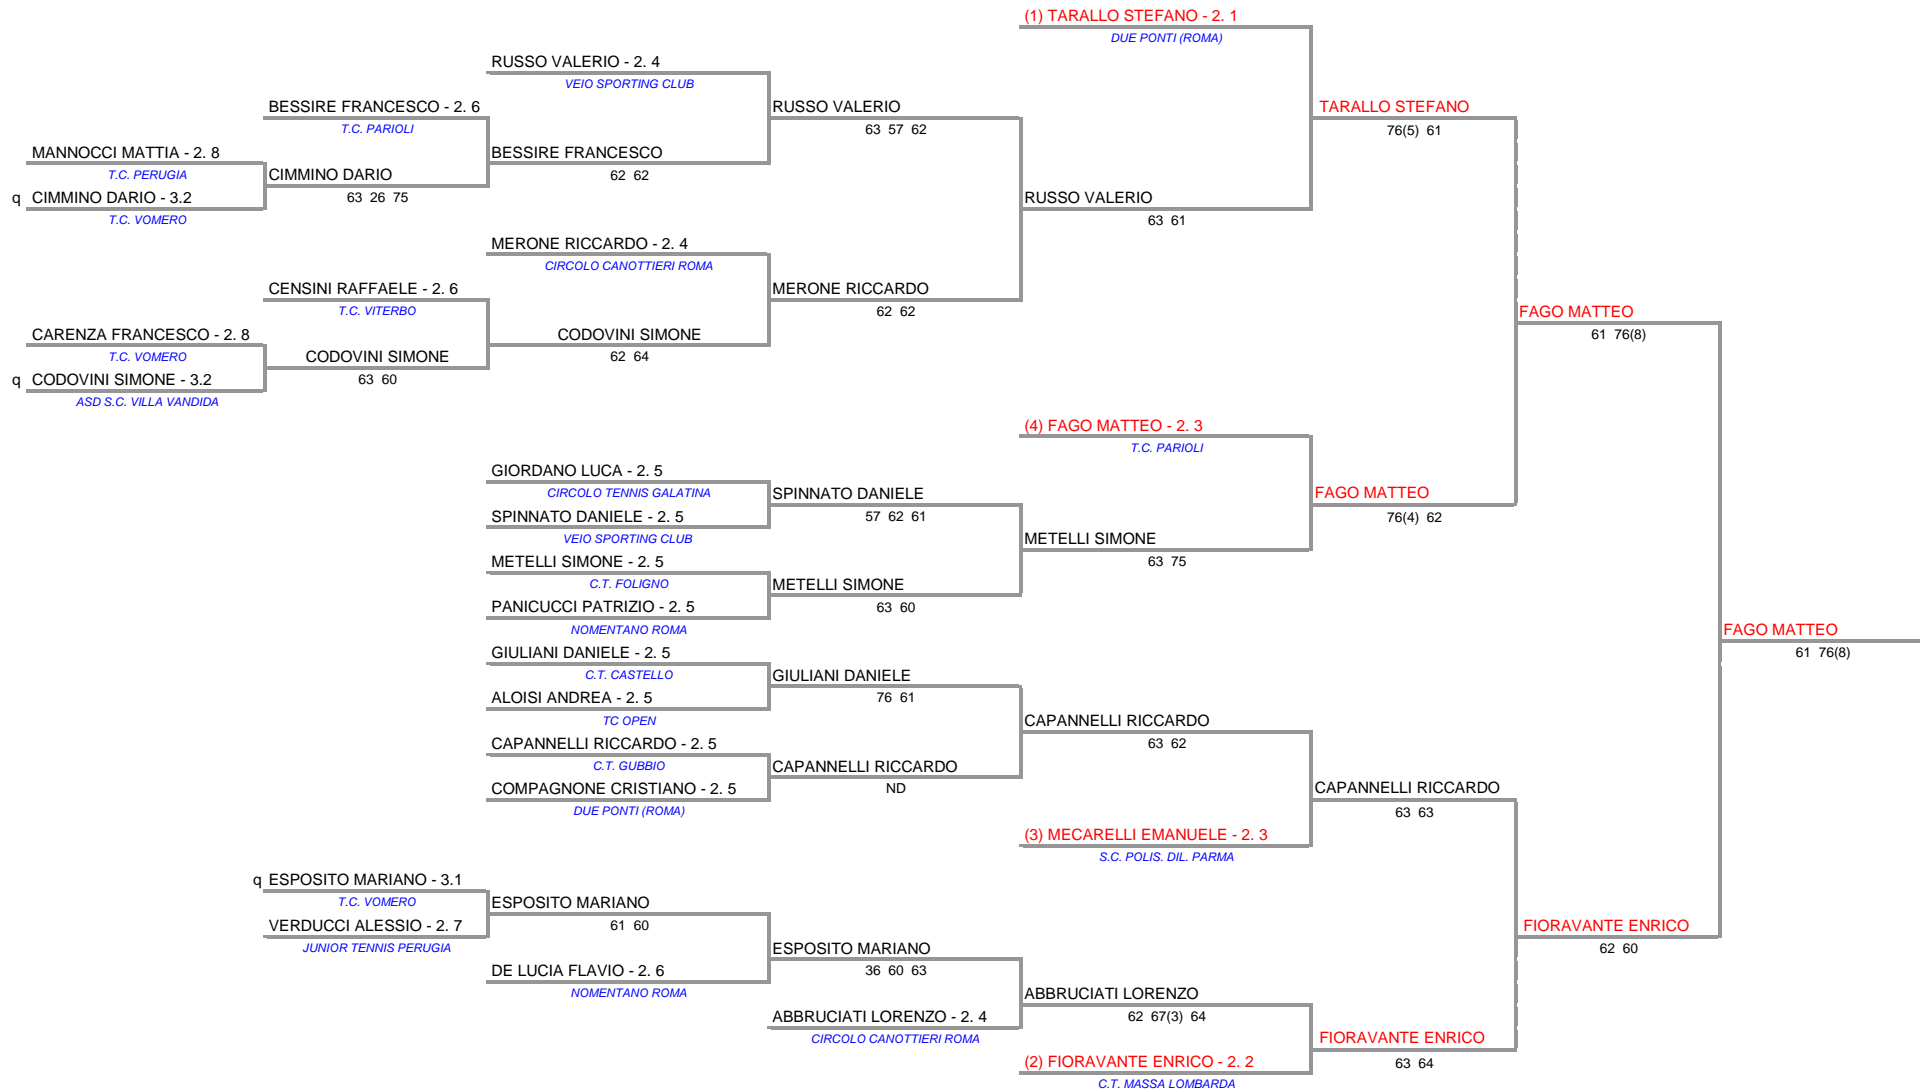 (1) TARALLO STEFANO - 2. 1
DUE PONTI (ROMA)
RUSSO VALERIO - 2. 4
VEIO SPORTING CLUB
BESSIRE FRANCESCO - 2. 6
T.C. PARIOLI
RUSSO VALERIO
63 57 62
TARALLO STEFANO
76(5) 61
MANNOCCI MATTIA - 2. 8
T.C. PERUGIA
BESSIRE FRANCESCO
62 62
CIMMINO DARIO
63 26 75
q CIMMINO DARIO - 3.2
T.C. VOMERO
RUSSO VALERIO
63 61
MERONE RICCARDO - 2. 4
CIRCOLO CANOTTIERI ROMA
CENSINI RAFFAELE - 2. 6
T.C. VITERBO
MERONE RICCARDO
62 62
FAGO MATTEO
61 76(8)
CARENZA FRANCESCO - 2. 8
T.C. VOMERO
CODOVINI SIMONE
62 64
CODOVINI SIMONE
63 60
q CODOVINI SIMONE - 3.2
ASD S.C. VILLA VANDIDA
(4) FAGO MATTEO - 2. 3
T.C. PARIOLI
GIORDANO LUCA - 2. 5
CIRCOLO TENNIS GALATINA
SPINNATO DANIELE
57 62 61
FAGO MATTEO
76(4) 62
SPINNATO DANIELE - 2. 5
VEIO SPORTING CLUB
METELLI SIMONE
63 75
METELLI SIMONE - 2. 5
C.T. FOLIGNO
METELLI SIMONE
63 60
PANICUCCI PATRIZIO - 2. 5
NOMENTANO ROMA
FAGO MATTEO
61 76(8)
GIULIANI DANIELE - 2. 5
C.T. CASTELLO
GIULIANI DANIELE
76 61
ALOISI ANDREA - 2. 5
TC OPEN
CAPANNELLI RICCARDO
63 62
CAPANNELLI RICCARDO - 2. 5
C.T. GUBBIO
CAPANNELLI RICCARDO
ND
COMPAGNONE CRISTIANO - 2. 5
DUE PONTI (ROMA)
CAPANNELLI RICCARDO
63 63
(3) MECARELLI EMANUELE - 2. 3
S.C. POLIS. DIL. PARMA
q ESPOSITO MARIANO - 3.1
T.C. VOMERO
ESPOSITO MARIANO
61 60
VERDUCCI ALESSIO - 2. 7
JUNIOR TENNIS PERUGIA
FIORAVANTE ENRICO
62 60
ESPOSITO MARIANO
36 60 63
DE LUCIA FLAVIO - 2. 6
NOMENTANO ROMA
ABBRUCIATI LORENZO
62 67(3) 64
ABBRUCIATI LORENZO - 2. 4
CIRCOLO CANOTTIERI ROMA
FIORAVANTE ENRICO
63 64
(2) FIORAVANTE ENRICO - 2. 2
C.T. MASSA LOMBARDA